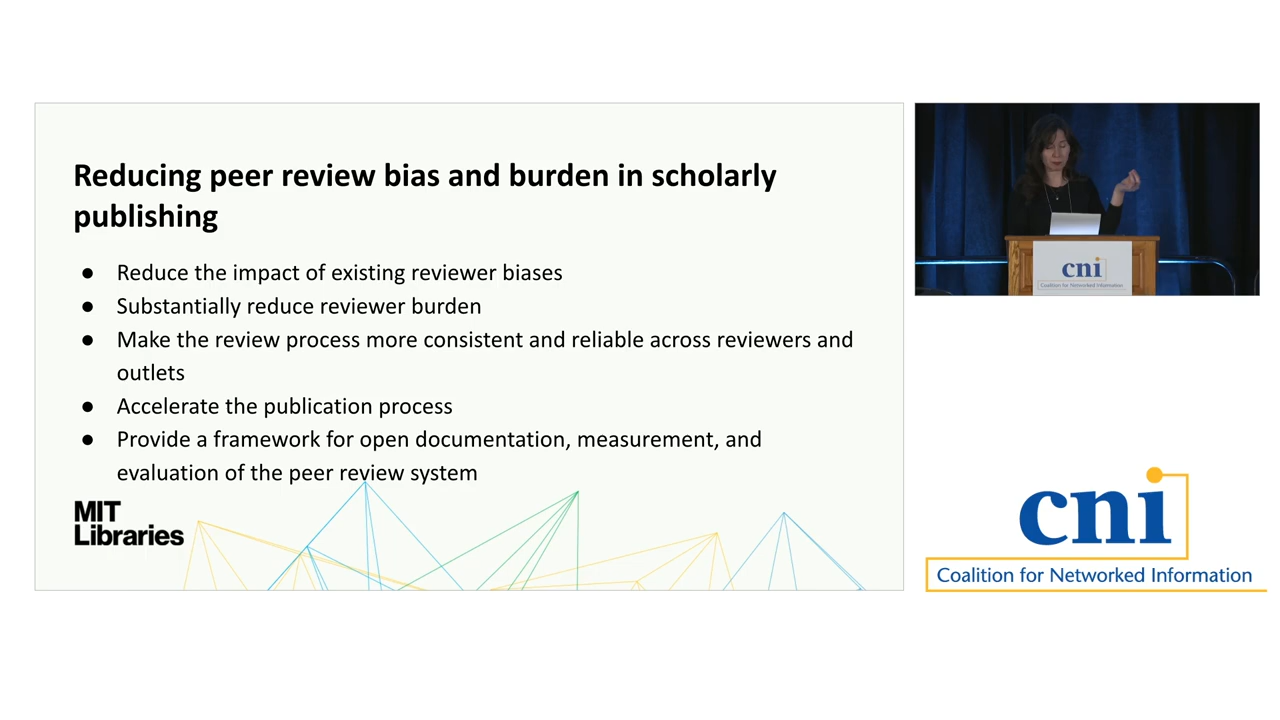 Reducing peer review bias and burden in scholarly
publishing
● Reduce the impact of existing reviewer biases
● Substantially reduce reviewer burden
● Make the review process more consistent and reliable across reviewers and
outlets
● Accelerate the publication process
● Provide a framework for open documentation, measurement, and
evaluation of the peer review system
MIT
Libraries
cni
Coalition for Networked Information
cni
Coalition for Networked Information